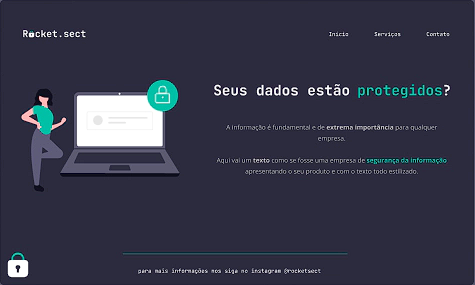 Rocket.sect
Inicio Serviços Contato
Seus dados estão protegidos?
A informação é fundamental e de extrema importância para qualquer
empresa.
Aqui vai um texto como se fosse uma empresa de segurança da informação
apresentando o seu produto e com o texto todo estilizado.
para mais informações nos siga no instagram @rocketsect